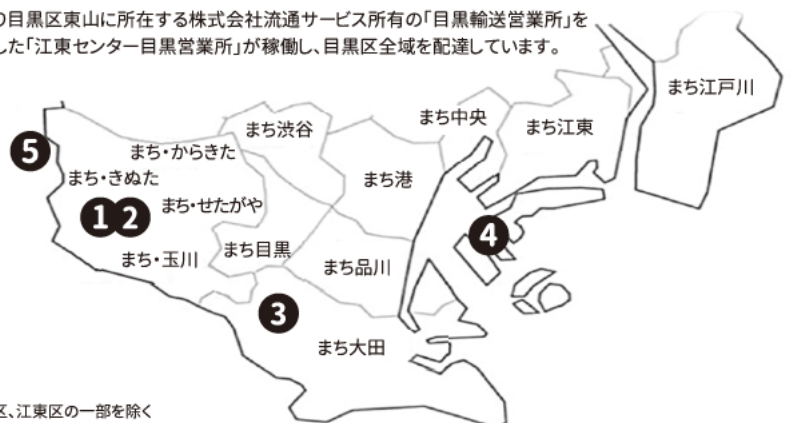 の目黒区東山に所在する株式会社流通サービス所有の「目黒輸送営業所」を
した「江東センター目黒営業所」が稼働し、目黒区全域を配達しています。
まち江戸川
まち中央
まち渋谷
まち江東
まち・からきた
5
まち・きぬた
まち港
まち・せたがや
1 2
4
まち目黒
まち・玉川
まち品川
3
まち大田
区、江東区の一部を除く